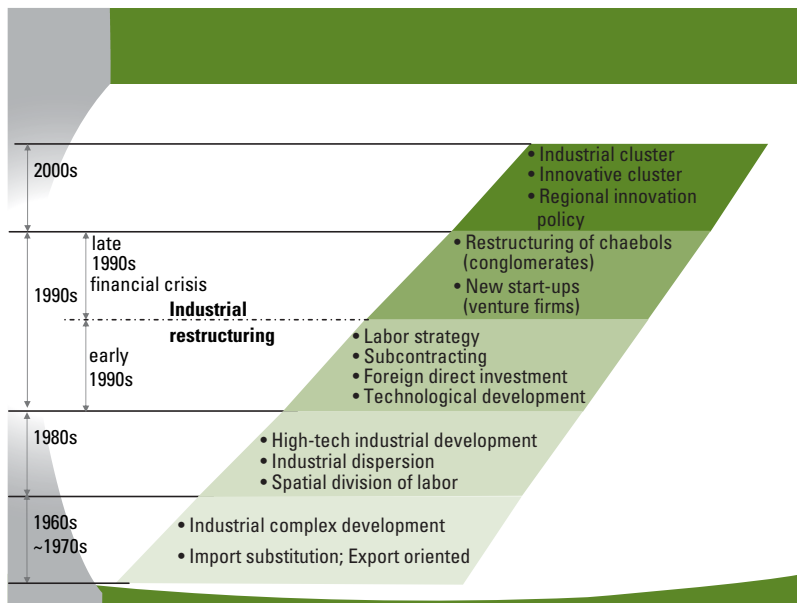 2000s
• Industrial cluster
• Innovative cluster
• Regional innovation
policy
1990s
late
1990s
financial crisis
• Restructuring of chaebols
(conglomerates)
• New start-ups
(venture firms)
Industrial
restructuring
early
1990s
• Labor strategy
• Subcontracting
• Foreign direct investment
• Technological development
1980s
• High-tech industrial development
• Industrial dispersion
• Spatial division of labor
1960s
~1970s
• Industrial complex development
• Import substitution; Export oriented